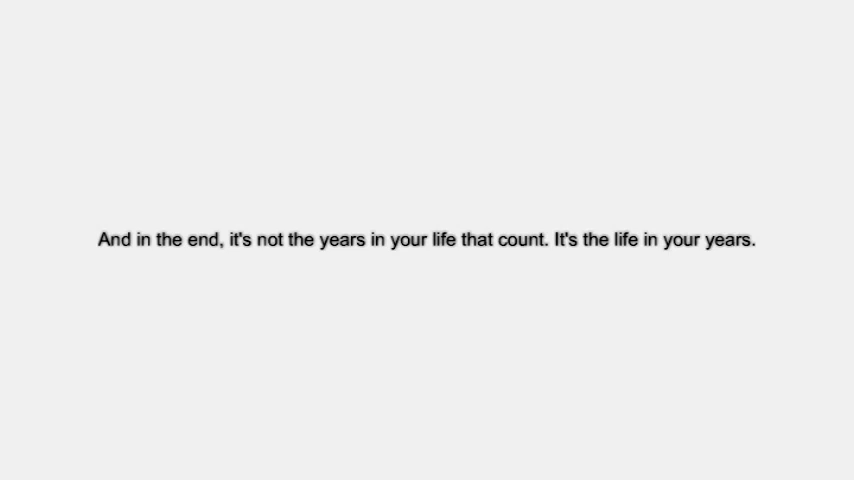 And in the end, it's not the years in your life that count. It's the life in your years.